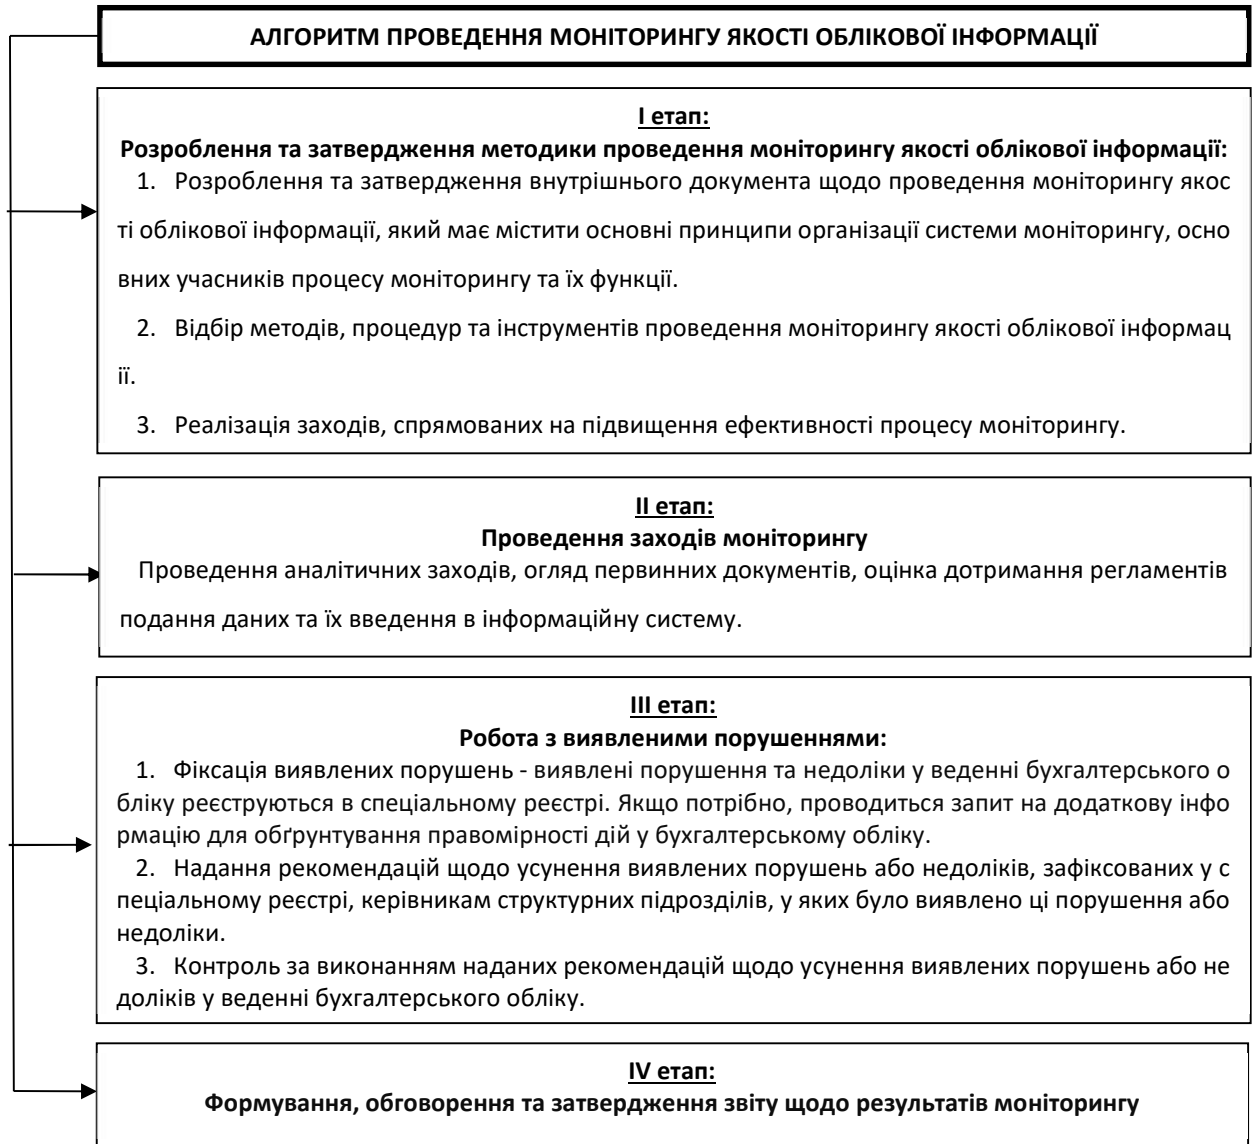 АЛГОРИТМ ПРОВЕДЕННЯ МОНІТОРИНГУ ЯКОСТІ ОБЛІКОВОЇ ІНФОРМАЦІЇ
І етап:
Розроблення та затвердження методики проведення моніторингу якості облікової інформації:
1. Розроблення та затвердження внутрішнього документа щодо проведення моніторингу якос
ті облікової інформації, який має містити основні принципи організації системи моніторингу, осно
вних учасників процесу моніторингу та їх функції.
2. Відбір методів, процедур та інструментів проведення моніторингу якості облікової інформац
ії.
3. Реалізація заходів, спрямованих на підвищення ефективності процесу моніторингу.
ІІ етап:
Проведення заходів моніторингу
Проведення аналітичних заходів, огляд первинних документів, оцінка дотримання регламентів
подання даних та їх введення в інформаційну систему.
ІІІ етап:
Робота з виявленими порушеннями:
1. Фіксація виявлених порушень - виявлені порушення та недоліки у веденні бухгалтерського о
бліку реєструються в спеціальному реєстрі. Якщо потрібно, проводиться запит на додаткову інфо
рмацію для обґрунтування правомірності дій у бухгалтерському обліку.
2. Надання рекомендацій щодо усунення виявлених порушень або недоліків, зафіксованих у с
пеціальному реєстрі, керівникам структурних підрозділів, у яких було виявлено ці порушення або
недоліки.
3. Контроль за виконанням наданих рекомендацій щодо усунення виявлених порушень або не
доліків у веденні бухгалтерського обліку.
IV етап:
Формування, обговорення та затвердження звіту щодо результатів моніторингу